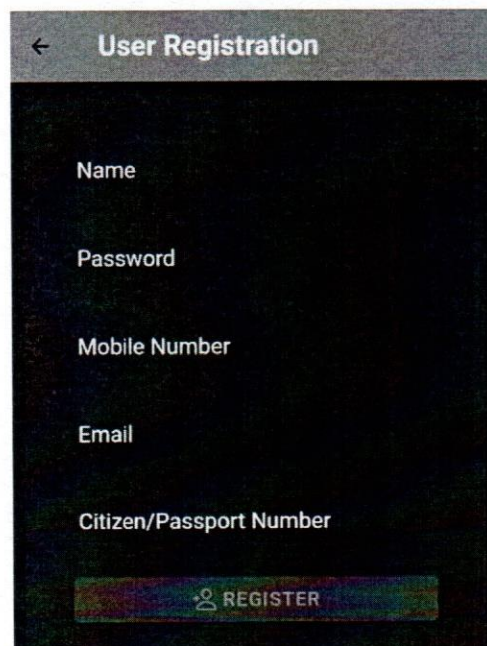 User Registration
Name
Password
Mobile Number
Email
Citizen/Passport Number
REGISTER